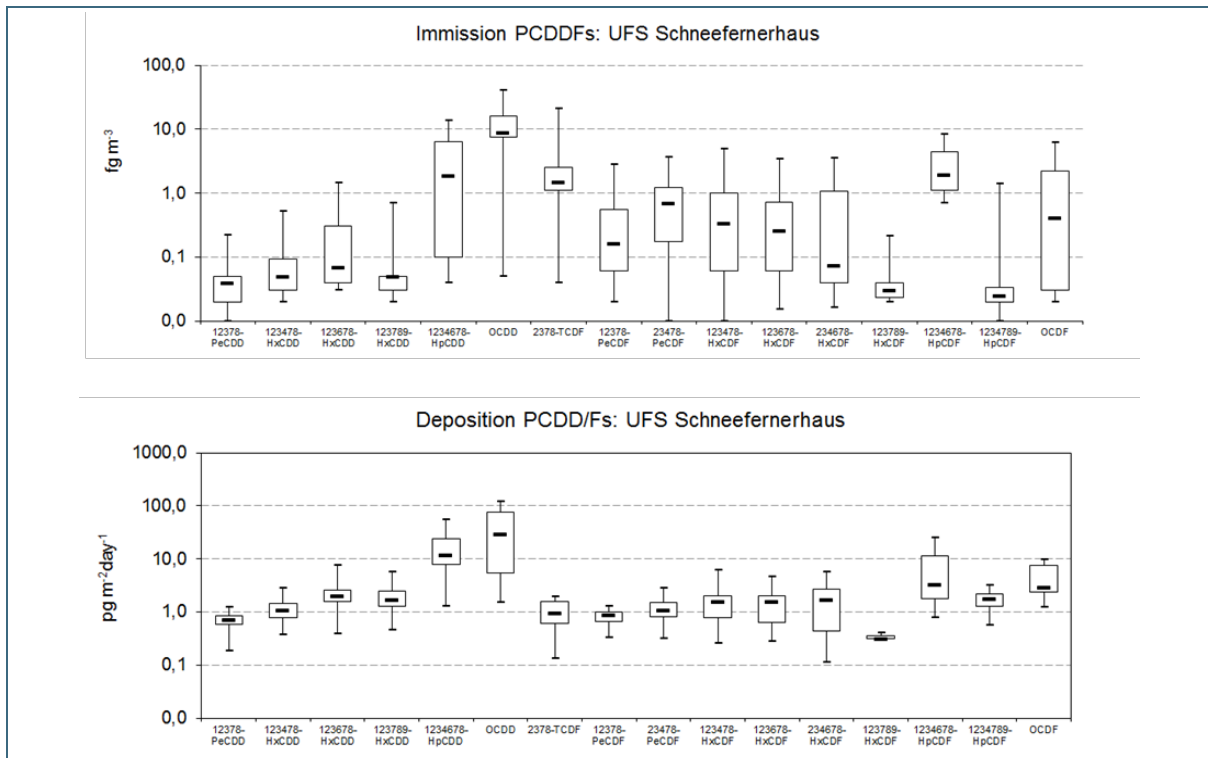 Immission PCDDFs: UFS Schneefernerhaus
fg m⁻³
100,0
10,0
1,0
0,1
0,0
12378- 123478- 123678- 123789- 1234678- OCDD 2378-TCDF 12378- 23478- 123478- 123678- 234678- 123789- 1234678- 1234789- OCDF
PeCDD HxCDD HxCDD HxCDD HpCDD PeCDF PeCDF HxCDF HxCDF HxCDF HxCDF HpCDF HpCDF
Deposition PCDD/Fs: UFS Schneefernerhaus
pg m⁻²day⁻¹
1000,0
100,0
10,0
1,0
0,1
0,0
12378- 123478- 123678- 123789- 1234678- OCDD 2378-TCDF 12378- 23478- 123478- 123678- 234678- 123789- 1234678- 1234789- OCDF
PeCDD HxCDD HxCDD HxCDD HpCDD PeCDF PeCDF HxCDF HxCDF HxCDF HxCDF HpCDF HpCDF